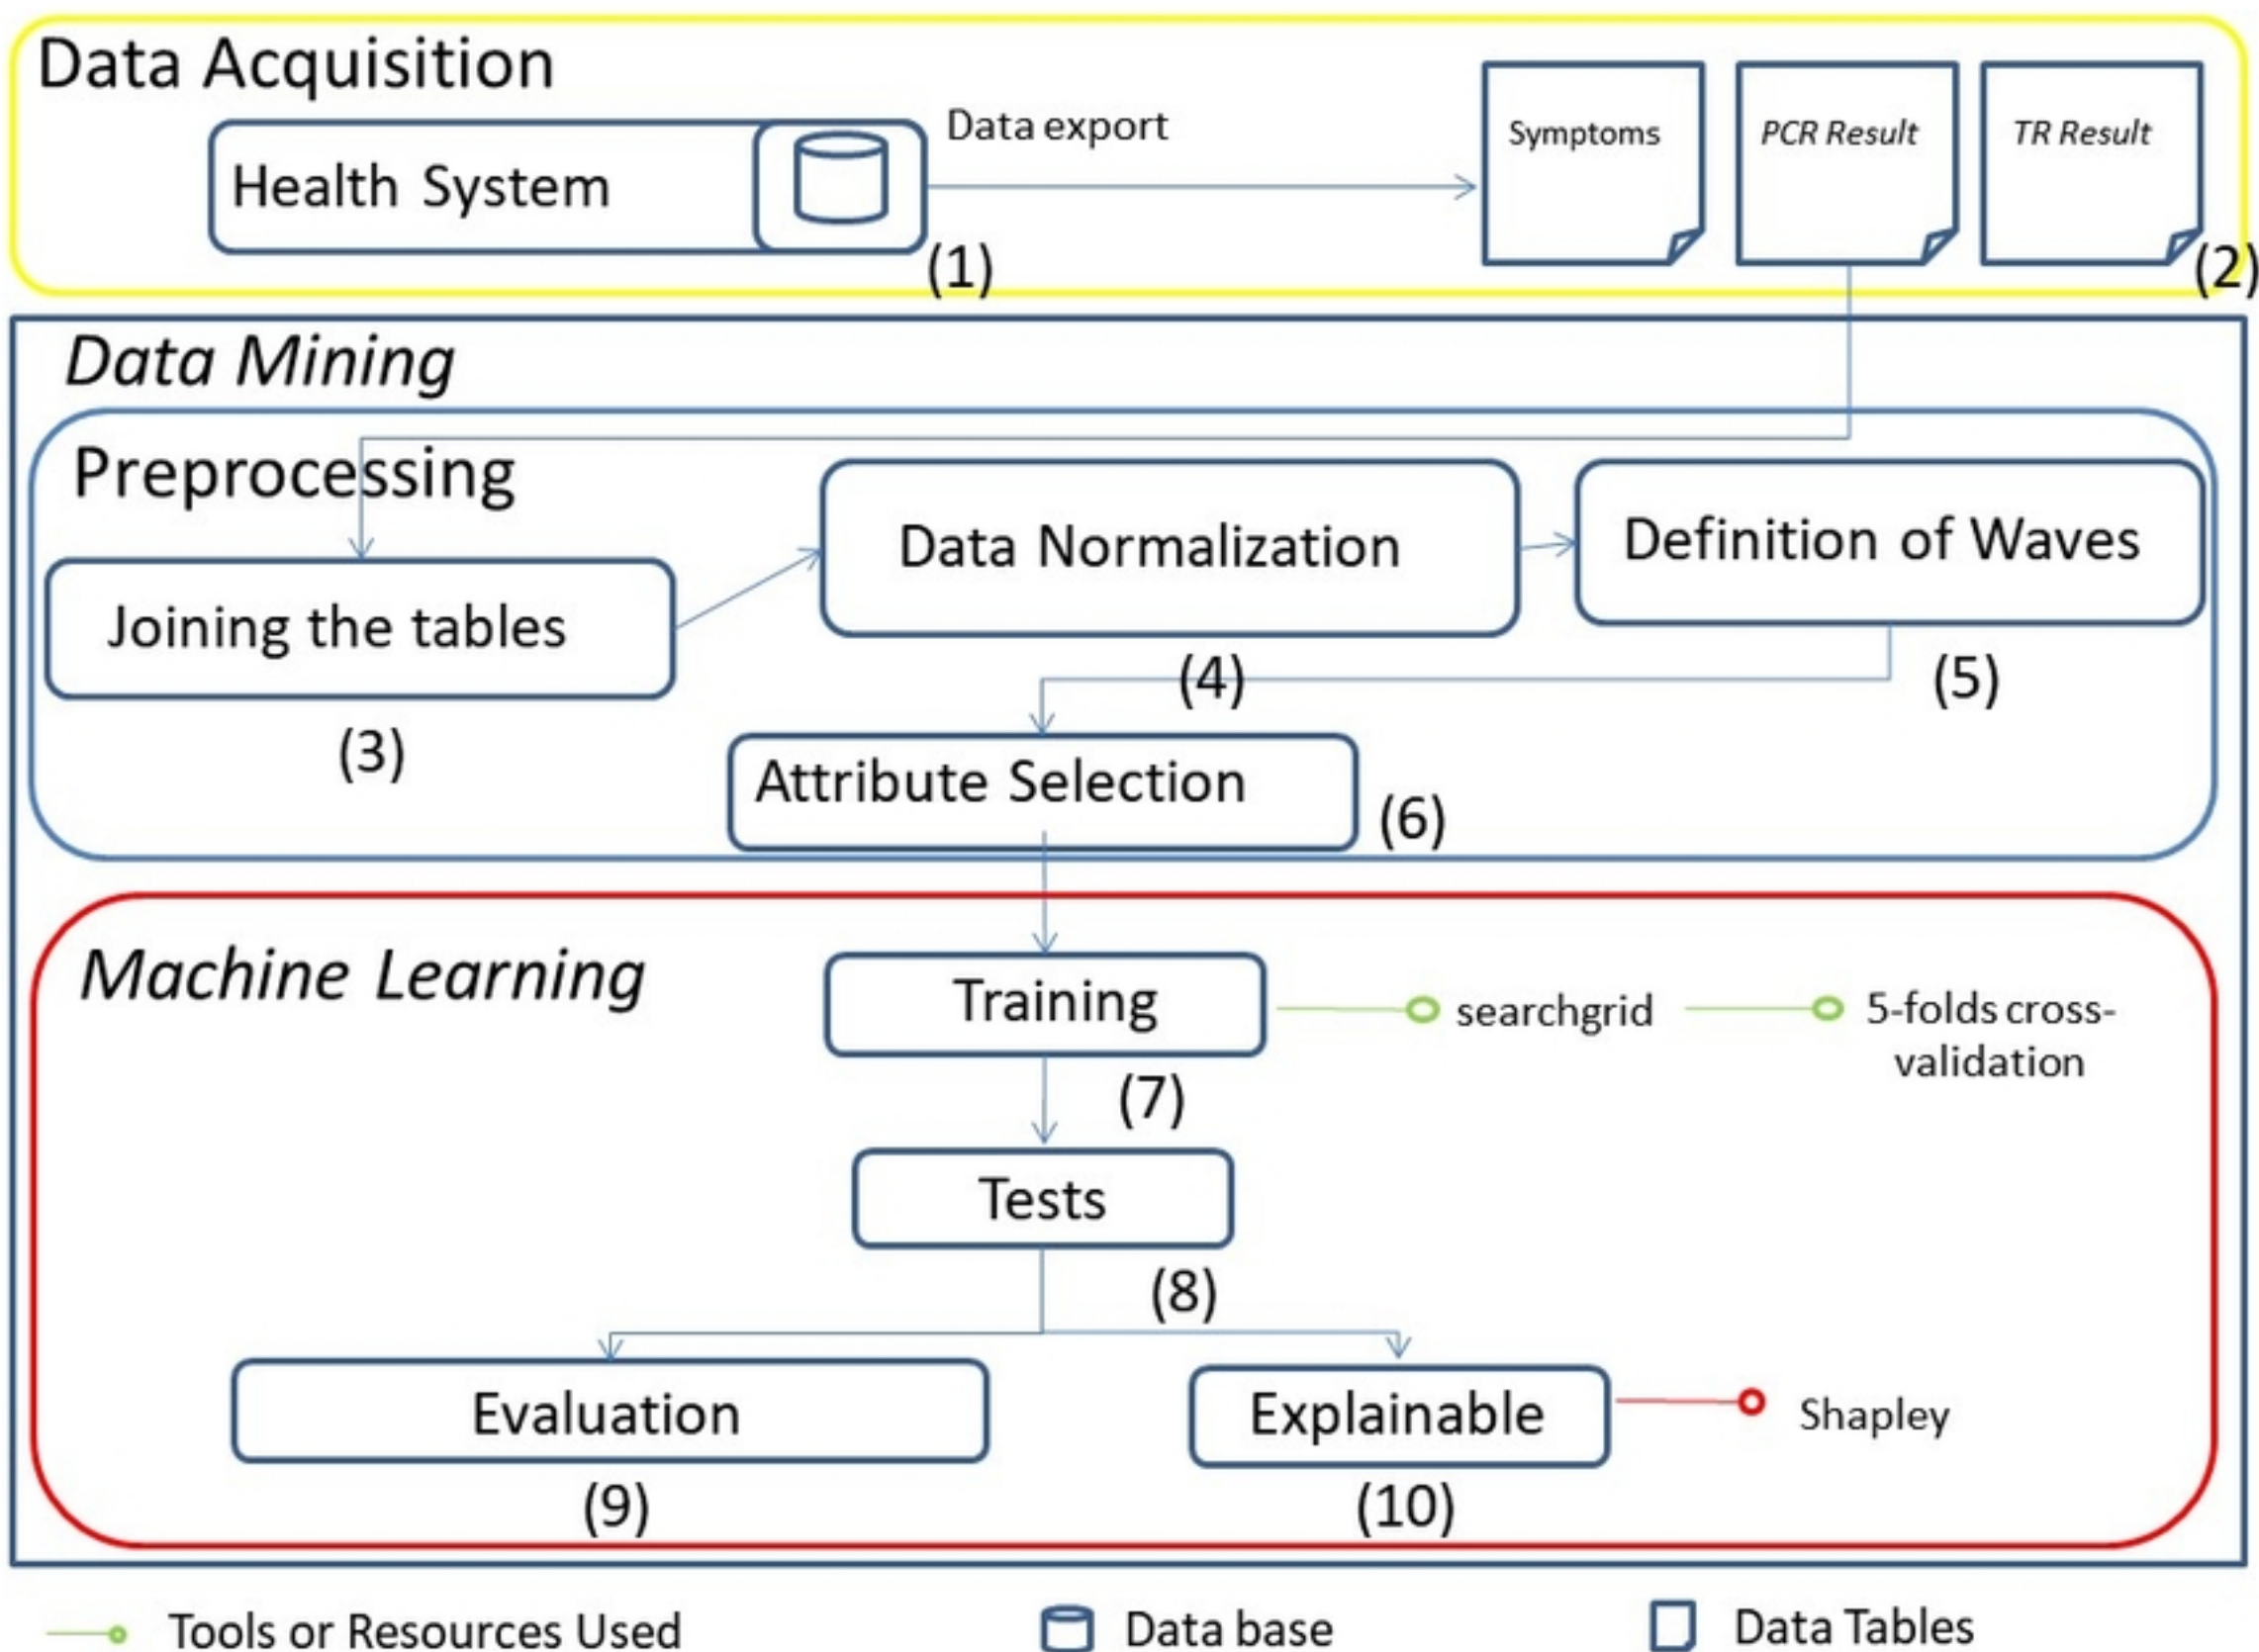 Data Acquisition
Health System
Data export
Symptoms
PCR Result
TR Result
(1)
(2)
Data Mining
Preprocessing
Joining the tables
Data Normalization
Definition of Waves
(3)
(4)
(5)
Attribute Selection
(6)
Machine Learning
Training
searchgrid
5-folds cross-
validation
(7)
Tests
(8)
Evaluation
Explainable
Shapley
(9)
(10)
Tools or Resources Used
Data base
Data Tables